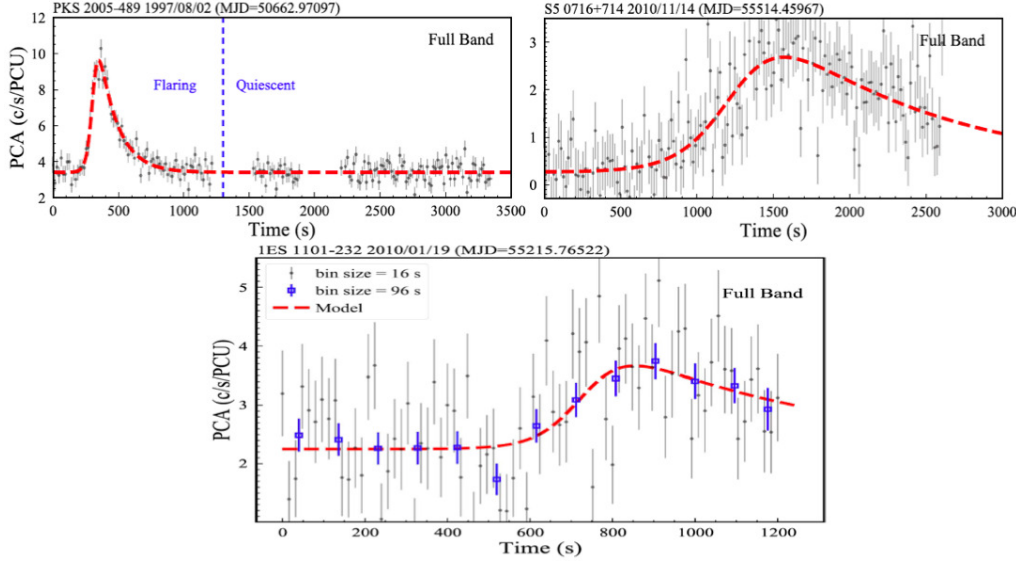 PKS 2005-489 1997/08/02 (MJD=50662.97097)
12
10
8
6
4
2
PCA (c/s/PCU)
Full Band
Flaring
Quiescent
0 500 1000 1500 2000 2500 3000 3500
Time (s)
S5 0716+714 2010/11/14 (MJD=55514.45967)
3
2
1
0
Full Band
0 500 1000 1500 2000 2500 3000
Time (s)
1ES 1101-232 2010/01/19 (MJD=55215.76522)
bin size = 16 s
bin size = 96 s
Model
Full Band
5
4
3
2
PCA (c/s/PCU)
0 200 400 600 800 1000 1200
Time (s)